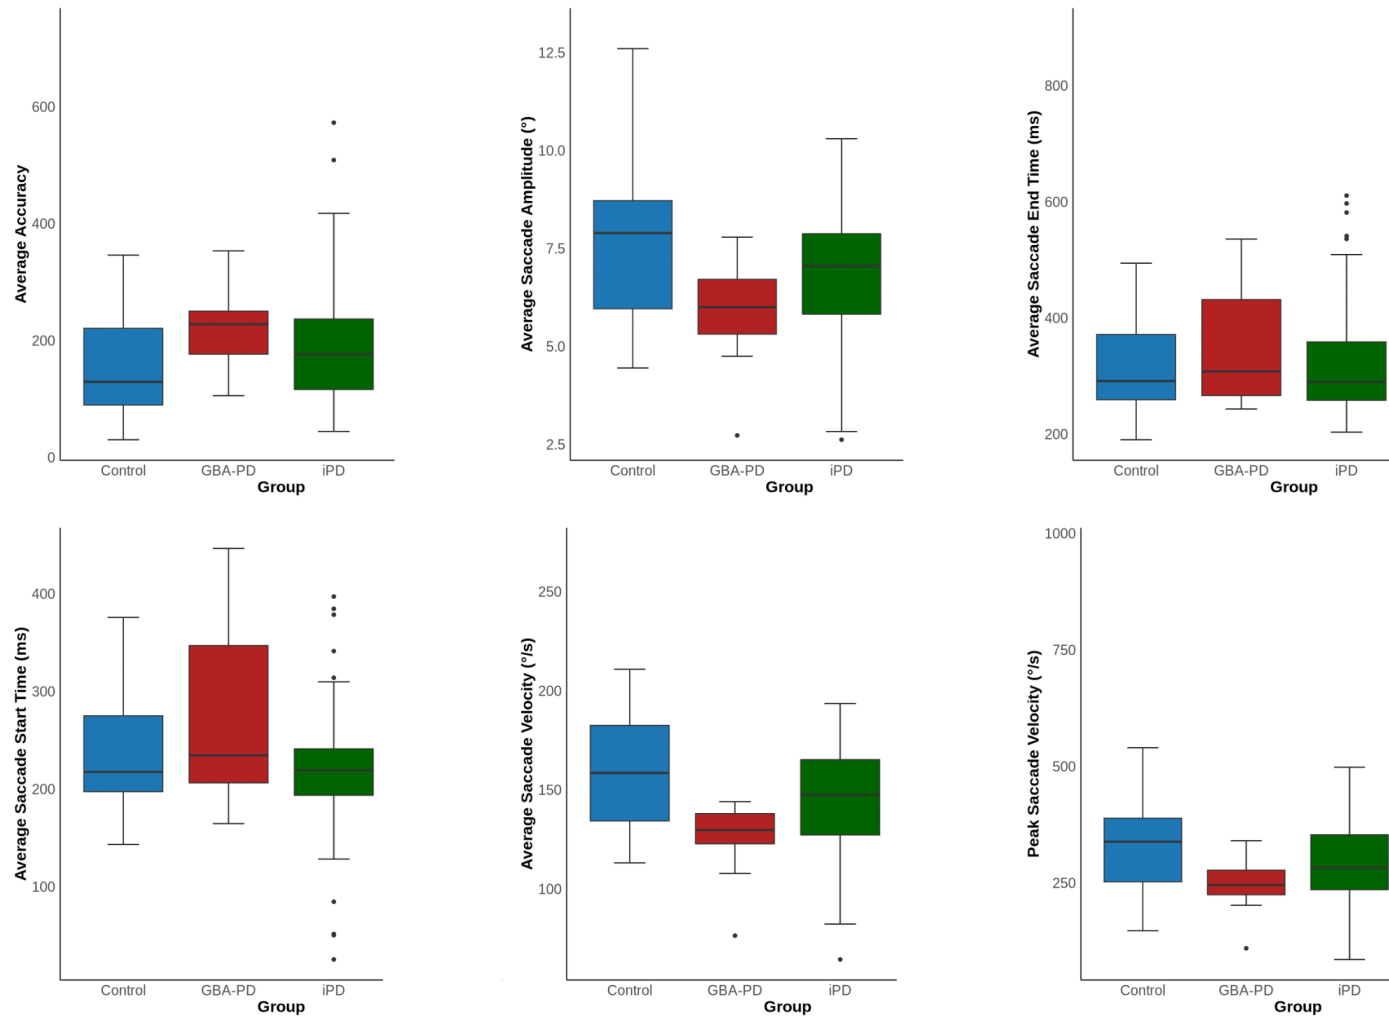 Average Accuracy
600
400
200
0
Control GBA-PD iPD
Group
Average Saccade Amplitude (°)
12.5
10.0
7.5
5.0
2.5
Control GBA-PD iPD
Group
Average Saccade End Time (ms)
800
600
400
200
Control GBA-PD iPD
Group
Average Saccade Start Time (ms)
400
300
200
100
Control GBA-PD iPD
Group
Average Saccade Velocity (°/s)
250
200
150
100
Control GBA-PD iPD
Group
Peak Saccade Velocity (°/s)
1000
750
500
250
Control GBA-PD iPD
Group